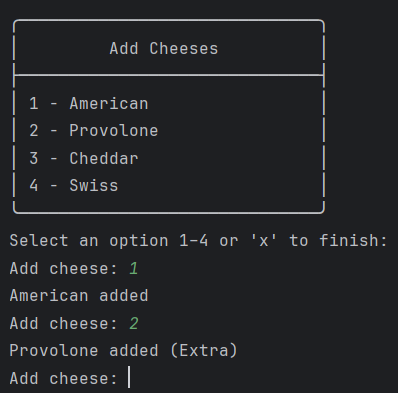 Add Cheeses
1 - American
2 - Provolone
3 - Cheddar
4 - Swiss
Select an option 1-4 or 'x' to finish:
Add cheese: 1
American added
Add cheese: 2
Provolone added (Extra)
Add cheese: